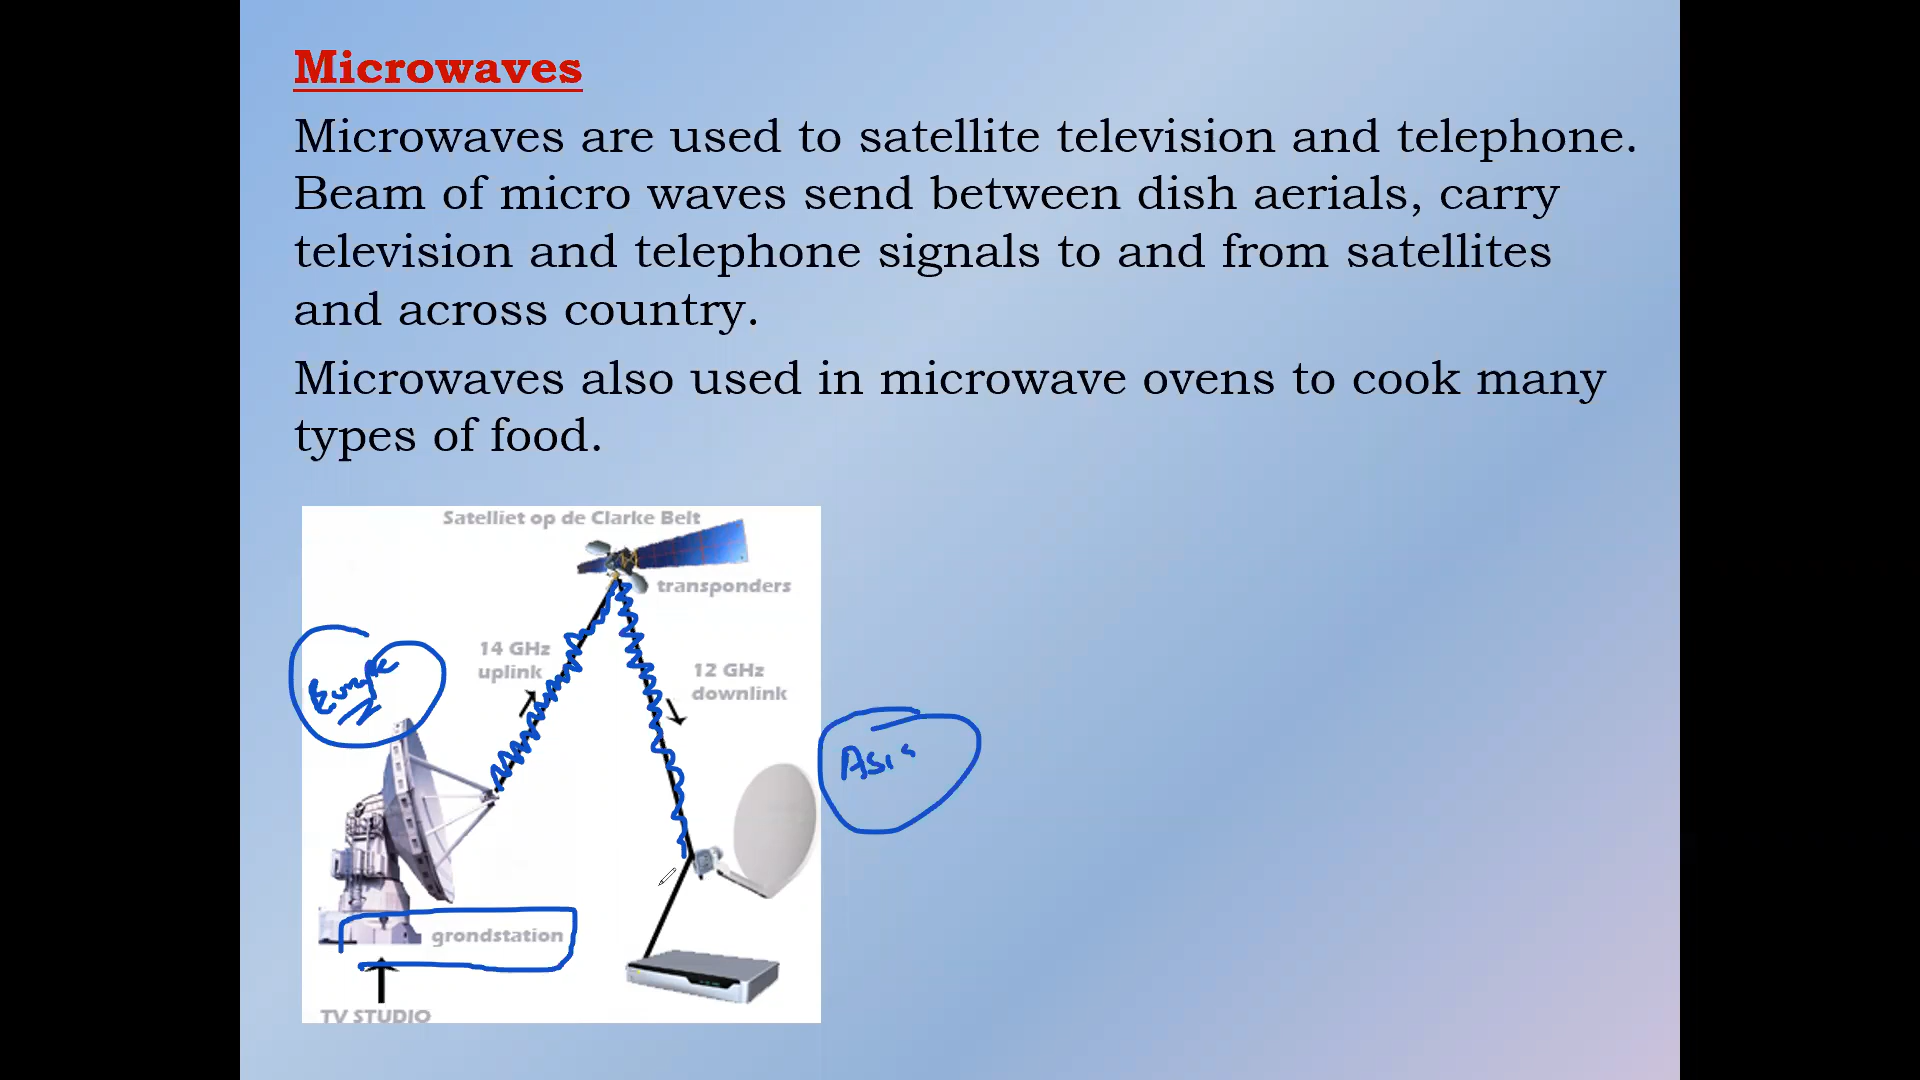 Microwaves
Microwaves are used to satellite television and telephone.
Beam of micro waves send between dish aerials, carry
television and telephone signals to and from satellites
and across country.
Microwaves also used in microwave ovens to cook many
types of food.
Satelliet op de Clarke Belt
transponders
14 GHz
uplink
12 GHz
downlink
Europe
Asia
grondstation
TV STUDIO